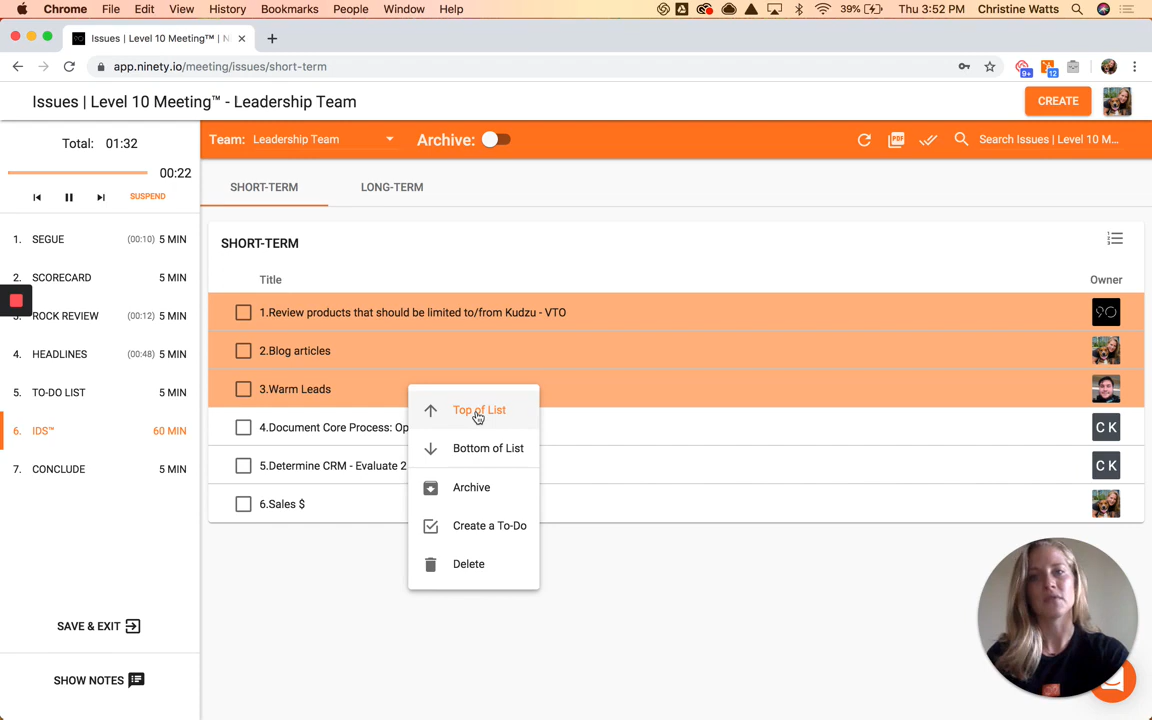 Chrome File Edit View History Bookmarks People Window Help 39% Thu 3:52 PM Christine Watts
Issues | Level 10 Meeting™ | N
app.ninety.io/meeting/issues/short-term 9+ 12
Issues | Level 10 Meeting™ - Leadership Team CREATE
Total: 01:32
00:22
SUSPEND
1. SEGUE (00:10) 5 MIN
2. SCORECARD 5 MIN
3. ROCK REVIEW (00:12) 5 MIN
4. HEADLINES (00:48) 5 MIN
5. TO-DO LIST 5 MIN
6. IDS™ 60 MIN
7. CONCLUDE 5 MIN
SAVE & EXIT
SHOW NOTES
Team: Leadership Team Archive: PDF Search Issues | Level 10 M...
SHORT-TERM LONG-TERM
SHORT-TERM
Title Owner
1.Review products that should be limited to/from Kudzu - VTO 90
2.Blog articles
3.Warm Leads
4.Document Core Process: Op C K
5.Determine CRM - Evaluate 2 C K
6.Sales $
Top of List
Bottom of List
Archive
Create a To-Do
Delete